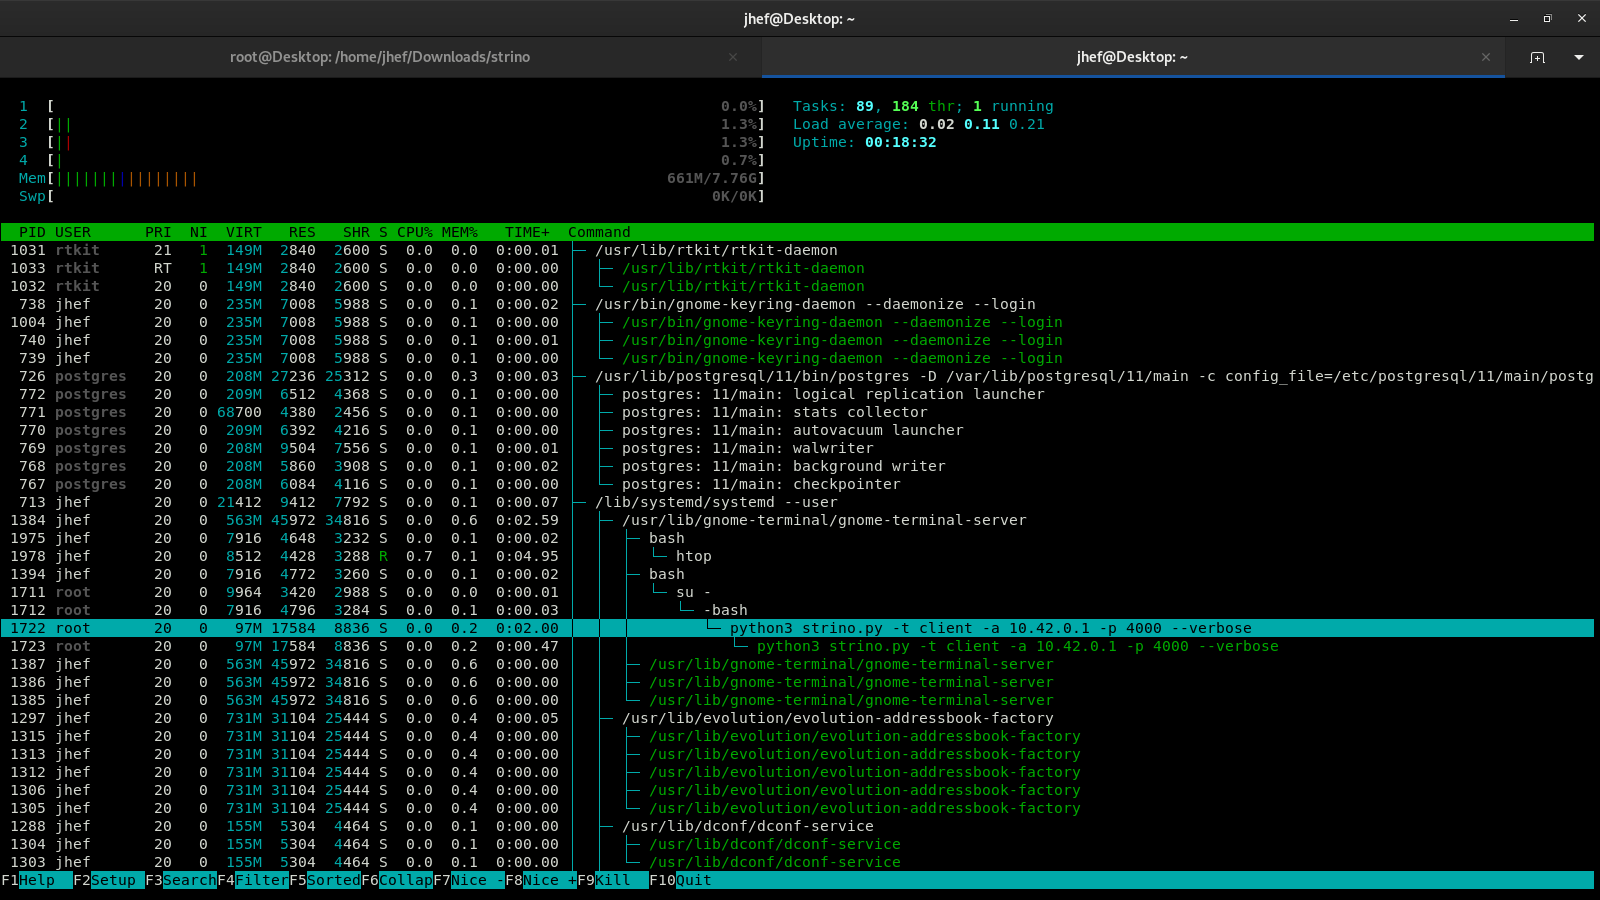 jhef@Desktop: ~
root@Desktop: /home/jhef/Downloads/strino
jhef@Desktop: ~
1 [ 0.0%] Tasks: 89, 184 thr; 1 running
2 [|| 1.3%] Load average: 0.02 0.11 0.21
3 [|| 1.3%] Uptime: 00:18:32
4 [| 0.7%]
Mem[|||||||||||||||| 661M/7.76G]
Swp[ 0K/0K]
PID USER PRI NI VIRT RES SHR S CPU% MEM% TIME+ Command
1031 rtkit 21 1 149M 2840 2600 S 0.0 0.0 0:00.01 ├─ /usr/lib/rtkit/rtkit-daemon
1033 rtkit RT 1 149M 2840 2600 S 0.0 0.0 0:00.00 │ ├─ /usr/lib/rtkit/rtkit-daemon
1032 rtkit 20 0 149M 2840 2600 S 0.0 0.0 0:00.00 │ └─ /usr/lib/rtkit/rtkit-daemon
738 jhef 20 0 235M 7008 5988 S 0.0 0.1 0:00.02 ├─ /usr/bin/gnome-keyring-daemon --daemonize --login
1004 jhef 20 0 235M 7008 5988 S 0.0 0.1 0:00.00 │ ├─ /usr/bin/gnome-keyring-daemon --daemonize --login
740 jhef 20 0 235M 7008 5988 S 0.0 0.1 0:00.01 │ ├─ /usr/bin/gnome-keyring-daemon --daemonize --login
739 jhef 20 0 235M 7008 5988 S 0.0 0.1 0:00.00 │ └─ /usr/bin/gnome-keyring-daemon --daemonize --login
726 postgres 20 0 208M 27236 25312 S 0.0 0.3 0:00.03 ├─ /usr/lib/postgresql/11/bin/postgres -D /var/lib/postgresql/11/main -c config_file=/etc/postgresql/11/main/postg
772 postgres 20 0 209M 6512 4368 S 0.0 0.1 0:00.00 │ ├─ postgres: 11/main: logical replication launcher
771 postgres 20 0 68700 4380 2456 S 0.0 0.1 0:00.00 │ ├─ postgres: 11/main: stats collector
770 postgres 20 0 209M 6392 4216 S 0.0 0.1 0:00.00 │ ├─ postgres: 11/main: autovacuum launcher
769 postgres 20 0 208M 9504 7556 S 0.0 0.1 0:00.01 │ ├─ postgres: 11/main: walwriter
768 postgres 20 0 208M 5860 3908 S 0.0 0.1 0:00.02 │ ├─ postgres: 11/main: background writer
767 postgres 20 0 208M 6084 4116 S 0.0 0.1 0:00.00 │ └─ postgres: 11/main: checkpointer
713 jhef 20 0 21412 9412 7792 S 0.0 0.1 0:00.07 ├─ /lib/systemd/systemd --user
1384 jhef 20 0 563M 45972 34816 S 0.0 0.6 0:02.59 │ ├─ /usr/lib/gnome-terminal/gnome-terminal-server
1975 jhef 20 0 7916 4648 3232 S 0.0 0.1 0:00.02 │ │ ├─ bash
1978 jhef 20 0 8512 4428 3288 R 0.7 0.1 0:04.95 │ │ │ └─ htop
1394 jhef 20 0 7916 4772 3260 S 0.0 0.1 0:00.02 │ │ ├─ bash
1711 root 20 0 9964 3420 2988 S 0.0 0.0 0:00.01 │ │ │ └─ su -
1712 root 20 0 7916 4796 3284 S 0.0 0.1 0:00.03 │ │ │ └─ -bash
1722 root 20 0 97M 17584 8836 S 0.0 0.2 0:02.00 │ │ │ └─ python3 strino.py -t client -a 10.42.0.1 -p 4000 --verbose
1723 root 20 0 97M 17584 8836 S 0.0 0.2 0:00.47 │ │ │ └─ python3 strino.py -t client -a 10.42.0.1 -p 4000 --verbose
1387 jhef 20 0 563M 45972 34816 S 0.0 0.6 0:00.00 │ │ ├─ /usr/lib/gnome-terminal/gnome-terminal-server
1386 jhef 20 0 563M 45972 34816 S 0.0 0.6 0:00.00 │ │ ├─ /usr/lib/gnome-terminal/gnome-terminal-server
1385 jhef 20 0 563M 45972 34816 S 0.0 0.6 0:00.00 │ │ └─ /usr/lib/gnome-terminal/gnome-terminal-server
1297 jhef 20 0 731M 31104 25444 S 0.0 0.4 0:00.05 │ ├─ /usr/lib/evolution/evolution-addressbook-factory
1315 jhef 20 0 731M 31104 25444 S 0.0 0.4 0:00.00 │ │ ├─ /usr/lib/evolution/evolution-addressbook-factory
1313 jhef 20 0 731M 31104 25444 S 0.0 0.4 0:00.00 │ │ ├─ /usr/lib/evolution/evolution-addressbook-factory
1312 jhef 20 0 731M 31104 25444 S 0.0 0.4 0:00.00 │ │ ├─ /usr/lib/evolution/evolution-addressbook-factory
1306 jhef 20 0 731M 31104 25444 S 0.0 0.4 0:00.00 │ │ ├─ /usr/lib/evolution/evolution-addressbook-factory
1305 jhef 20 0 731M 31104 25444 S 0.0 0.4 0:00.00 │ │ └─ /usr/lib/evolution/evolution-addressbook-factory
1288 jhef 20 0 155M 5304 4464 S 0.0 0.1 0:00.00 │ ├─ /usr/lib/dconf/dconf-service
1304 jhef 20 0 155M 5304 4464 S 0.0 0.1 0:00.00 │ │ ├─ /usr/lib/dconf/dconf-service
1303 jhef 20 0 155M 5304 4464 S 0.0 0.1 0:00.00 │ │ └─ /usr/lib/dconf/dconf-service
F1Help F2Setup F3SearchF4FilterF5SortedF6CollapF7Nice -F8Nice +F9Kill F10Quit